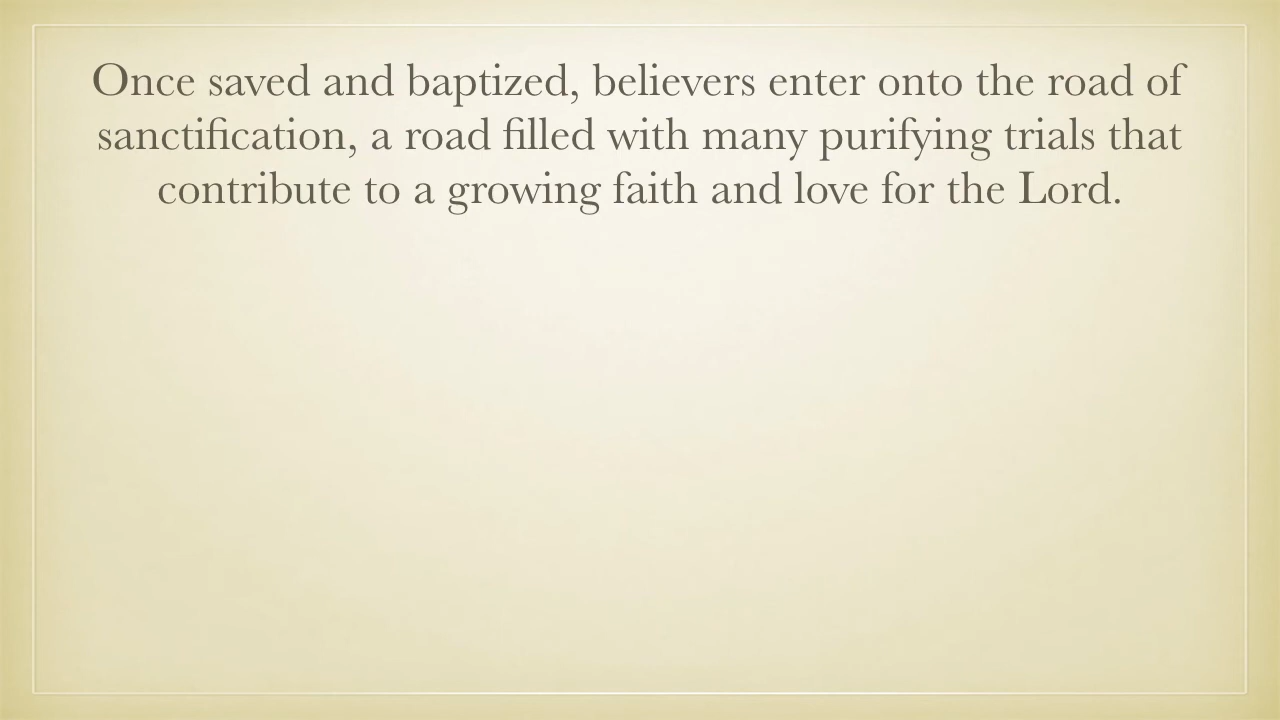 Once saved and baptized, believers enter onto the road of
sanctification, a road filled with many purifying trials that
contribute to a growing faith and love for the Lord.